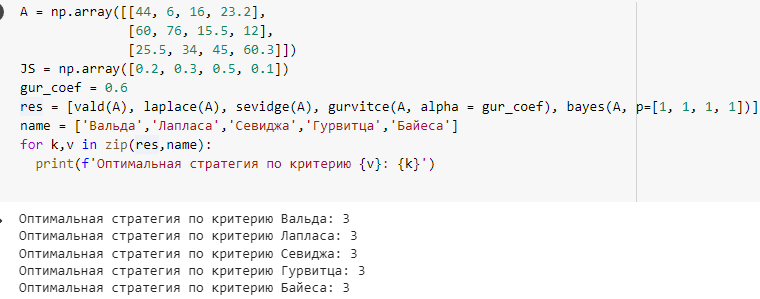 A = np.array([[44, 6, 16, 23.2],
[60, 76, 15.5, 12],
[25.5, 34, 45, 60.3]])
JS = np.array([0.2, 0.3, 0.5, 0.1])
gur_coef = 0.6
res = [vald(A), laplace(A), sevidge(A), gurvitce(A, alpha = gur_coef), bayes(A, p=[1, 1, 1, 1])]
name = ['Вальда','Лапласа','Севиджа','Гурвитца','Байеса']
for k,v in zip(res,name):
print(f'Оптимальная стратегия по критерию {v}: {k}')
Оптимальная стратегия по критерию Вальда: 3
Оптимальная стратегия по критерию Лапласа: 3
Оптимальная стратегия по критерию Севиджа: 3
Оптимальная стратегия по критерию Гурвитца: 3
Оптимальная стратегия по критерию Байеса: 3